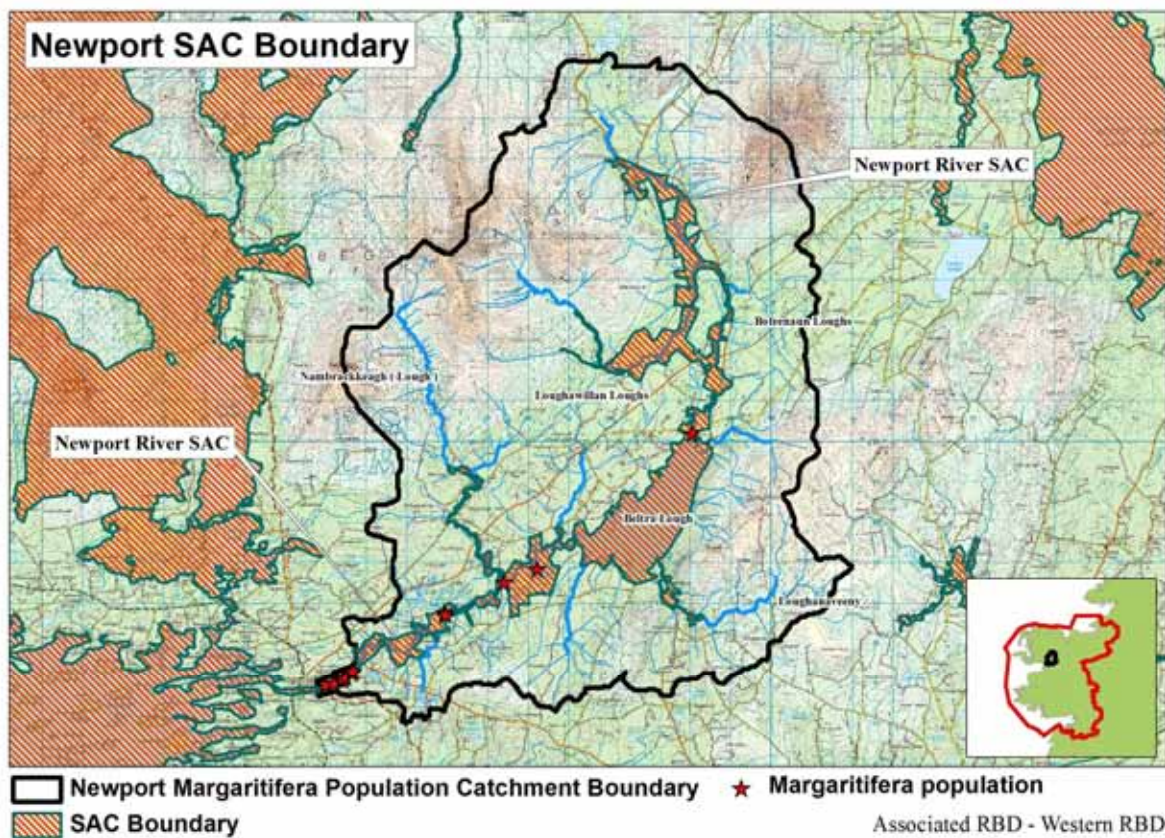 Newport SAC Boundary
Newport River SAC
Bofernaun Loughs
Nambrackkeagh ( Lough )
Loughawillan Loughs
Newport River SAC
Beltra Lough
Loughanaveeny
Newport Margaritifera Population Catchment Boundary
Margaritifera population
SAC Boundary
Associated RBD - Western RBD